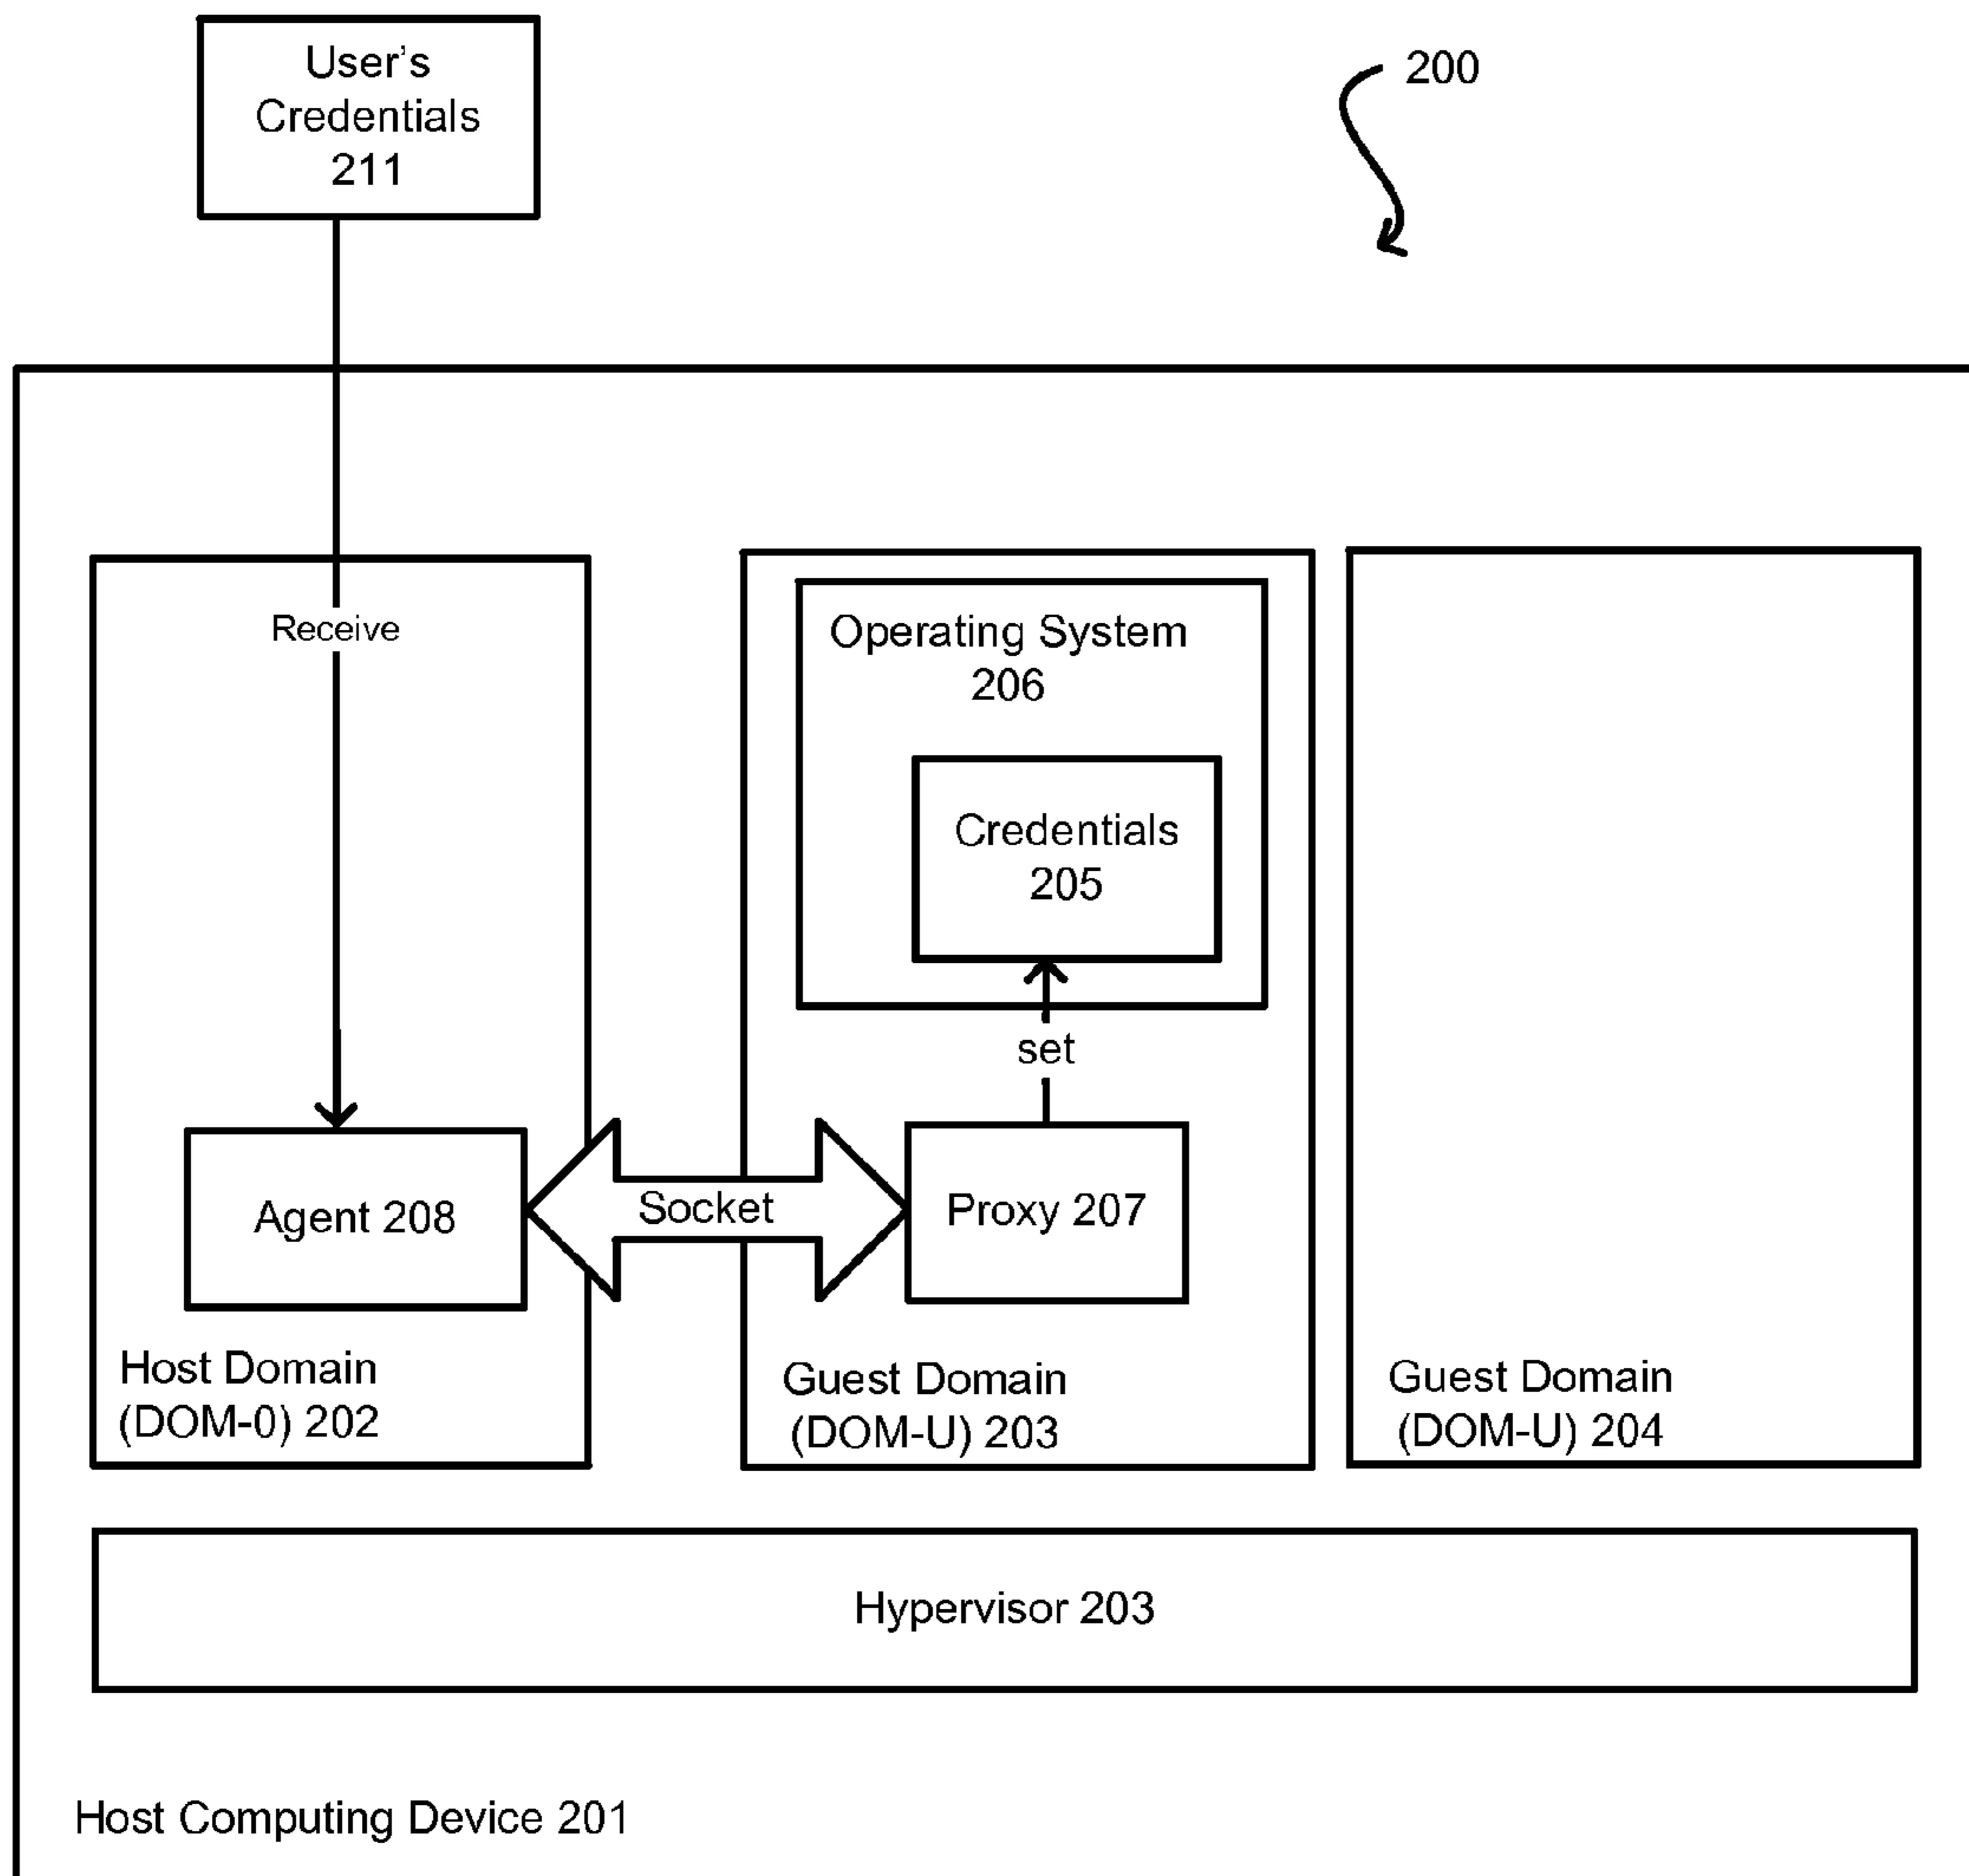 User's
Credentials
211
200
Receive
Operating System
206
Credentials
205
set
Agent 208
Socket
Proxy 207
Host Domain
(DOM-0) 202
Guest Domain
(DOM-U) 203
Guest Domain
(DOM-U) 204
Hypervisor 203
Host Computing Device 201